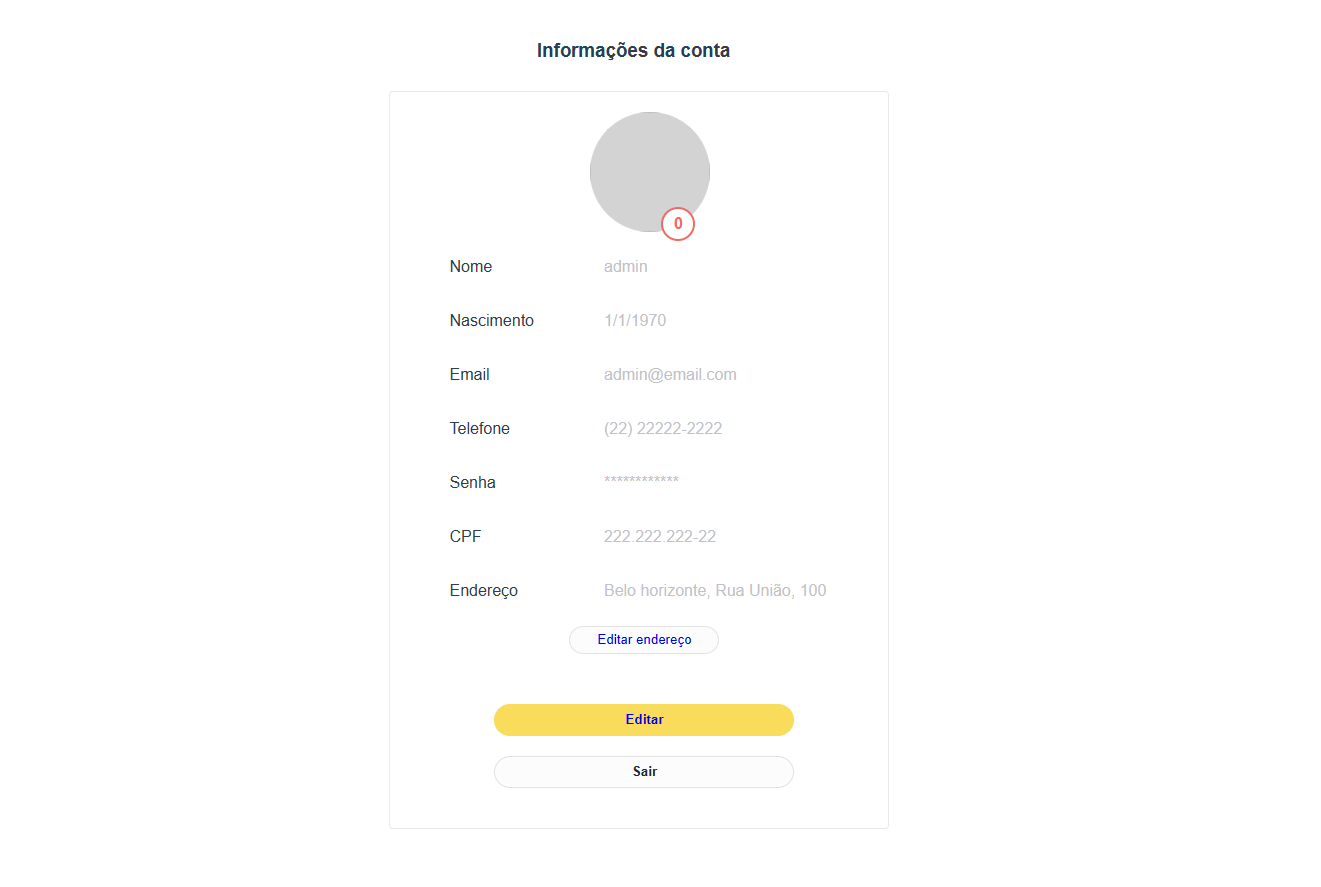 Informações da conta
0
Nome admin
Nascimento 1/1/1970
Email admin@email.com
Telefone (22) 22222-2222
Senha ************
CPF 222.222.222-22
Endereço Belo horizonte, Rua União, 100
Editar endereço
Editar
Sair